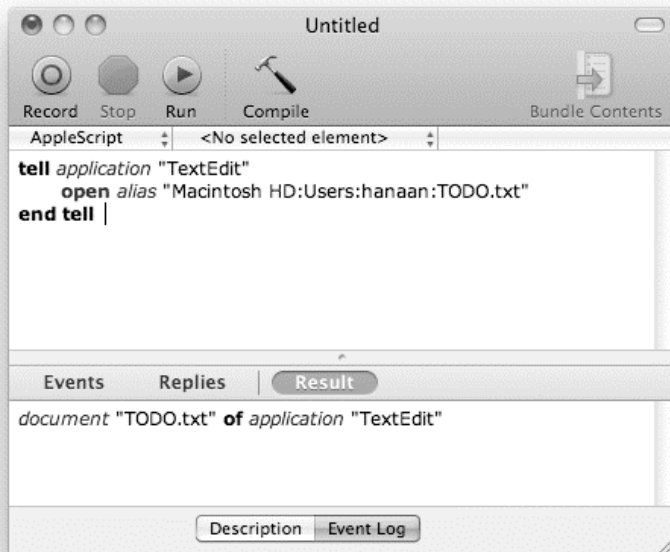 Untitled
Record Stop Run Compile Bundle Contents
AppleScript <No selected element>
tell application "TextEdit"
open alias "Macintosh HD:Users:hanaan:TODO.txt"
end tell
Events Replies Result
document "TODO.txt" of application "TextEdit"
Description Event Log